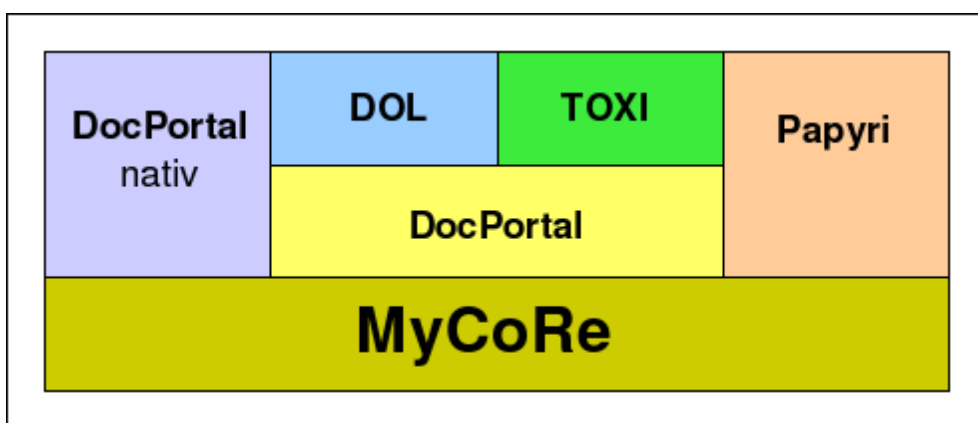 DocPortal
nativ
DOL
TOXI
Papyri
DocPortal
MyCoRe